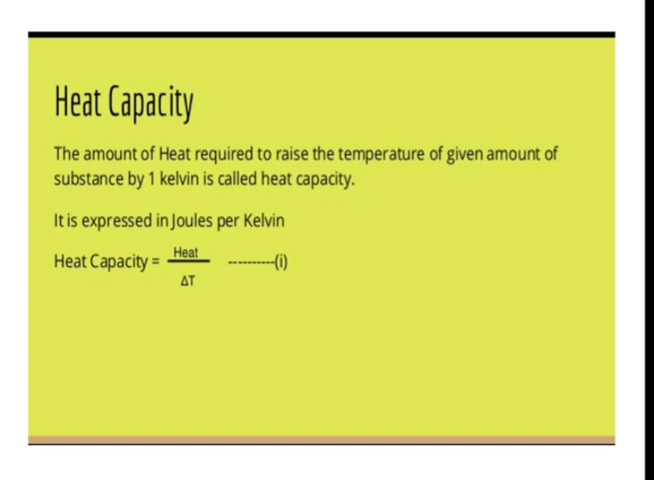 Heat Capacity
The amount of Heat required to raise the temperature of given amount of
substance by 1 kelvin is called heat capacity.
It is expressed in Joules per Kelvin
Heat Capacity = Heat / ΔT ----------(i)